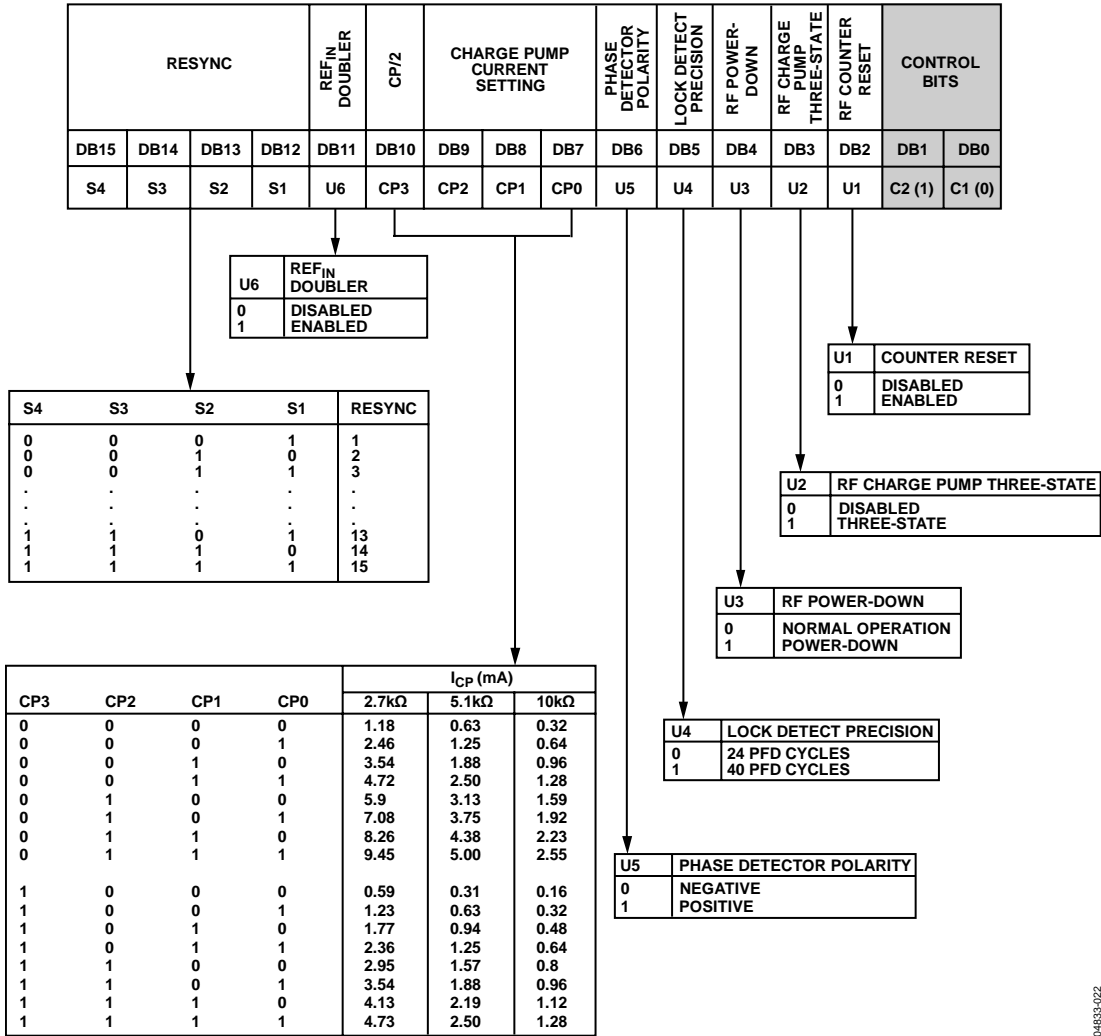 RESYNC
REFIN DOUBLER
CP/2
CHARGE PUMP CURRENT SETTING
PHASE DETECTOR POLARITY
LOCK DETECT PRECISION
RF POWER-DOWN
RF CHARGE PUMP THREE-STATE
RF COUNTER RESET
CONTROL BITS
DB15 DB14 DB13 DB12 DB11 DB10 DB9 DB8 DB7 DB6 DB5 DB4 DB3 DB2 DB1 DB0
S4 S3 S2 S1 U6 CP3 CP2 CP1 CP0 U5 U4 U3 U2 U1 C2 (1) C1 (0)
U6 REFIN DOUBLER
0 DISABLED
1 ENABLED
U1 COUNTER RESET
0 DISABLED
1 ENABLED
S4 S3 S2 S1 RESYNC
0 0 0 1 1
0 0 1 0 2
0 0 1 1 3
. . . . .
. . . . .
. . . . .
1 1 0 1 13
1 1 1 0 14
1 1 1 1 15
U2 RF CHARGE PUMP THREE-STATE
0 DISABLED
1 THREE-STATE
U3 RF POWER-DOWN
0 NORMAL OPERATION
1 POWER-DOWN
ICP (mA)
CP3 CP2 CP1 CP0 2.7kΩ 5.1kΩ 10kΩ
0 0 0 0 1.18 0.63 0.32
0 0 0 1 2.46 1.25 0.64
0 0 1 0 3.54 1.88 0.96
0 0 1 1 4.72 2.50 1.28
0 1 0 0 5.9 3.13 1.59
0 1 0 1 7.08 3.75 1.92
0 1 1 0 8.26 4.38 2.23
0 1 1 1 9.45 5.00 2.55
1 0 0 0 0.59 0.31 0.16
1 0 0 1 1.23 0.63 0.32
1 0 1 0 1.77 0.94 0.48
1 0 1 1 2.36 1.25 0.64
1 1 0 0 2.95 1.57 0.8
1 1 0 1 3.54 1.88 0.96
1 1 1 0 4.13 2.19 1.12
1 1 1 1 4.73 2.50 1.28
U4 LOCK DETECT PRECISION
0 24 PFD CYCLES
1 40 PFD CYCLES
U5 PHASE DETECTOR POLARITY
0 NEGATIVE
1 POSITIVE
04833-022